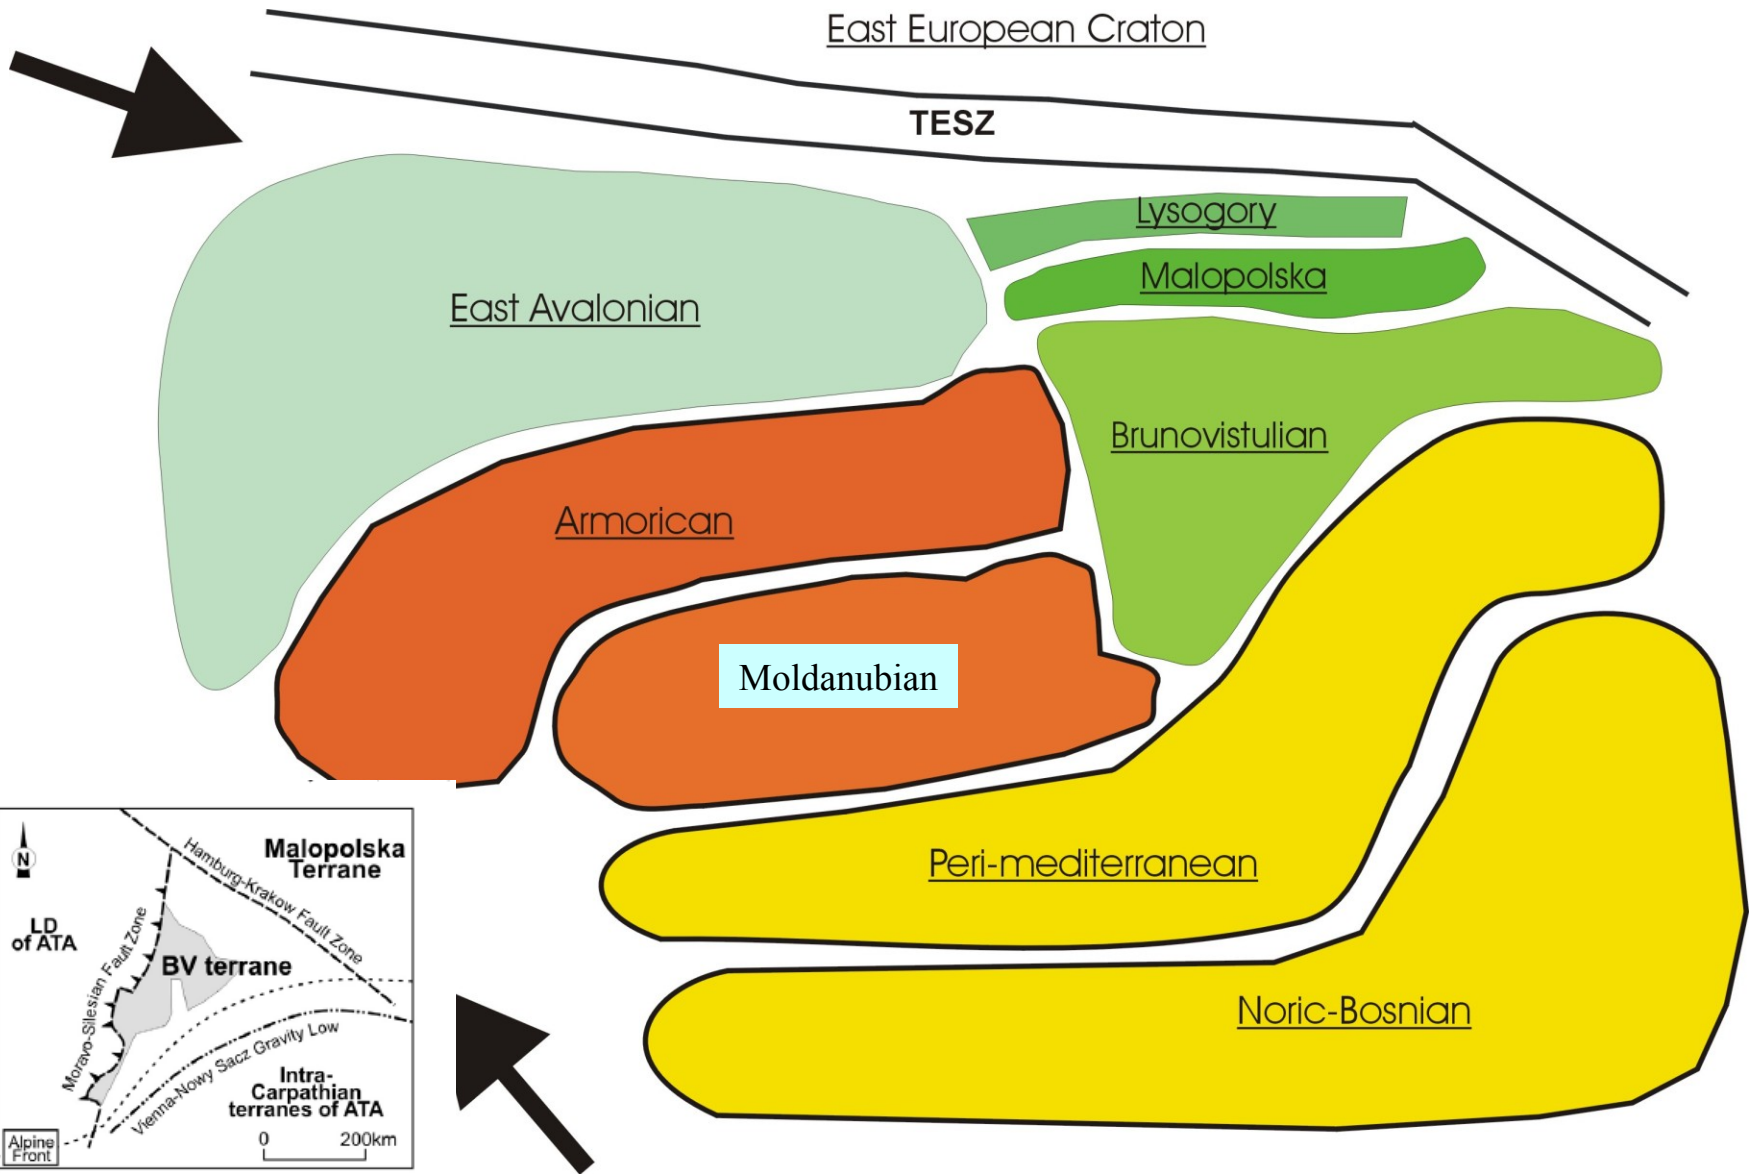 East European Craton
TESZ
Lysogory
Malopolska
East Avalonian
Brunovistulian
Armorican
Moldanubian
Peri-mediterranean
Noric-Bosnian
N
Malopolska
Terrane
Hamburg-Krakow Fault Zone
LD
of ATA
Moravo-Silesian Fault Zone
BV terrane
Vienna-Nowy Sacz Gravity Low
Intra-
Carpathian
terranes of ATA
Alpine
Front
0 200km